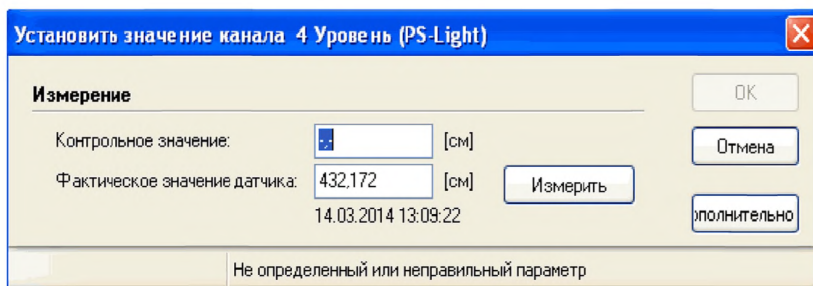 Установить значение канала 4 Уровень (PS-Light)
Измерение
OK
Контрольное значение: -,- [см]
Отмена
Фактическое значение датчика: 432,172 [см] Измерить
14.03.2014 13:09:22
ополнительно
Не определенный или неправильный параметр